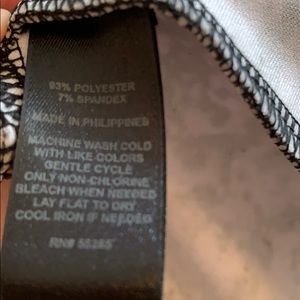 93% POLYESTER
7% SPANDEX
MADE IN PHILIPPINES
MACHINE WASH COLD
WITH LIKE COLORS
GENTLE CYCLE
ONLY NON-CHLORINE
BLEACH WHEN NEEDED
LAY FLAT TO DRY
COOL IRON IF NEEDED
RN# 55285